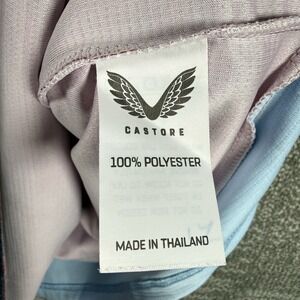 CASTORE
100% POLYESTER
MADE IN THAILAND